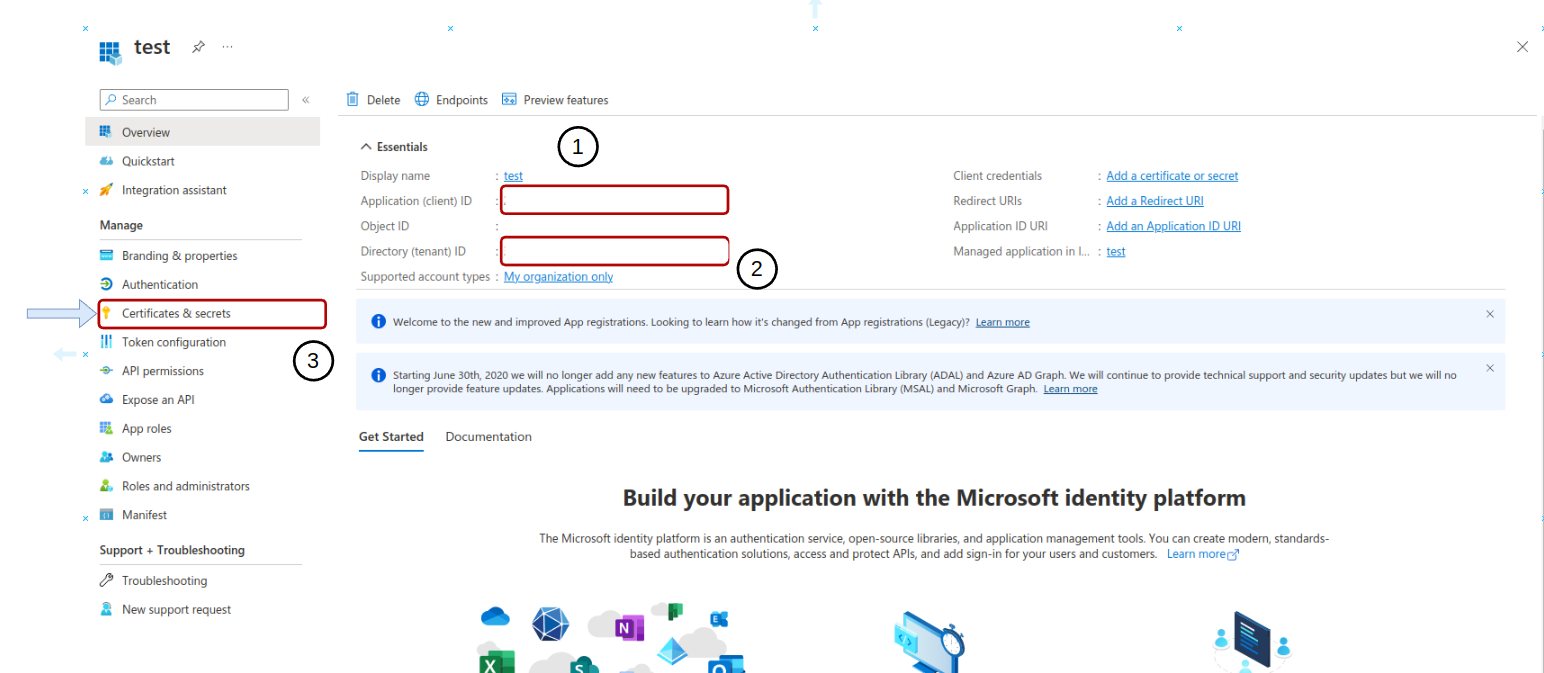 test
Search
«
Delete
Endpoints
Preview features
Overview
Quickstart
Integration assistant
Manage
Branding & properties
Authentication
Certificates & secrets
Token configuration
API permissions
Expose an API
App roles
Owners
Roles and administrators
Manifest
Support + Troubleshooting
Troubleshooting
New support request
Essentials
1
Display name : test
Application (client) ID :
Object ID :
Directory (tenant) ID :
2
Supported account types : My organization only
3
Client credentials : Add a certificate or secret
Redirect URIs : Add a Redirect URI
Application ID URI : Add an Application ID URI
Managed application in l... : test
Welcome to the new and improved App registrations. Looking to learn how it's changed from App registrations (Legacy)? Learn more
Starting June 30th, 2020 we will no longer add any new features to Azure Active Directory Authentication Library (ADAL) and Azure AD Graph. We will continue to provide technical support and security updates but we will no
longer provide feature updates. Applications will need to be upgraded to Microsoft Authentication Library (MSAL) and Microsoft Graph. Learn more
Get Started
Documentation
Build your application with the Microsoft identity platform
The Microsoft identity platform is an authentication service, open-source libraries, and application management tools. You can create modern, standards-
based authentication solutions, access and protect APIs, and add sign-in for your users and customers. Learn more
N
E
X
S